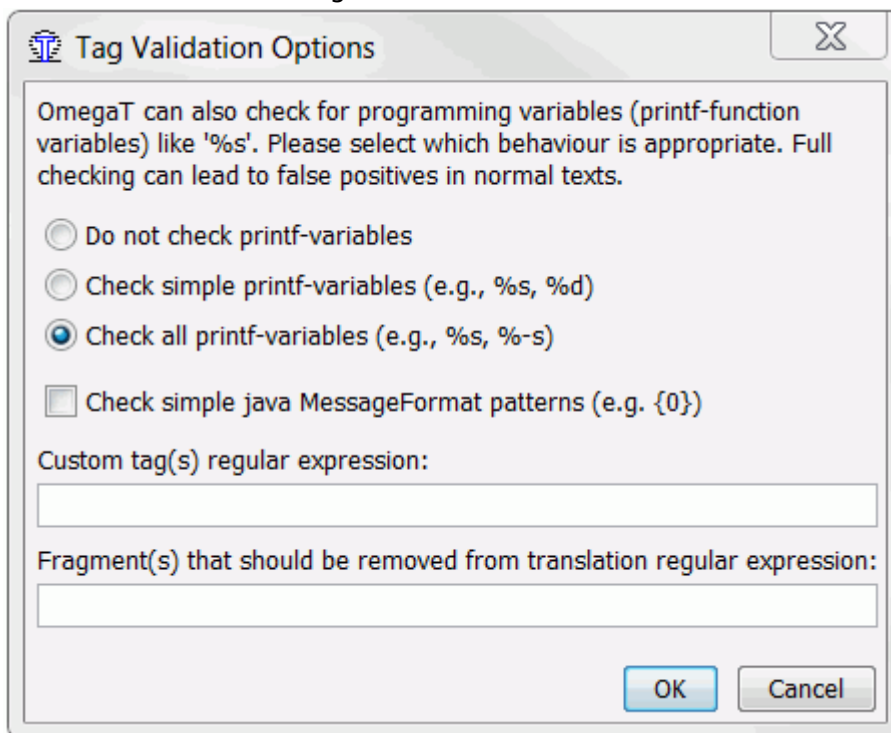 Tag Validation Options
OmegaT can also check for programming variables (printf-function
variables) like '%s'. Please select which behaviour is appropriate. Full
checking can lead to false positives in normal texts.
Do not check printf-variables
Check simple printf-variables (e.g., %s, %d)
Check all printf-variables (e.g., %s, %-s)
Check simple java MessageFormat patterns (e.g. {0})
Custom tag(s) regular expression:
Fragment(s) that should be removed from translation regular expression:
OK Cancel